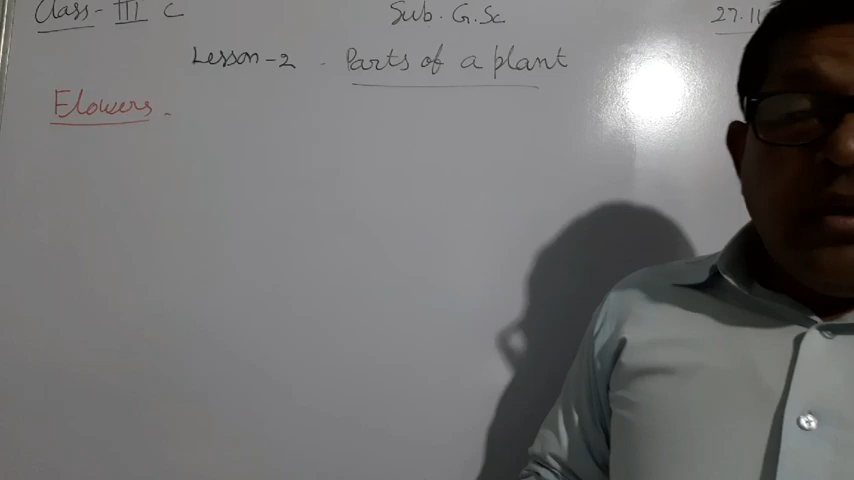 Class- III C Sub. G.Sc 27.11
Lesson-2 - Parts of a plant
Flowers -